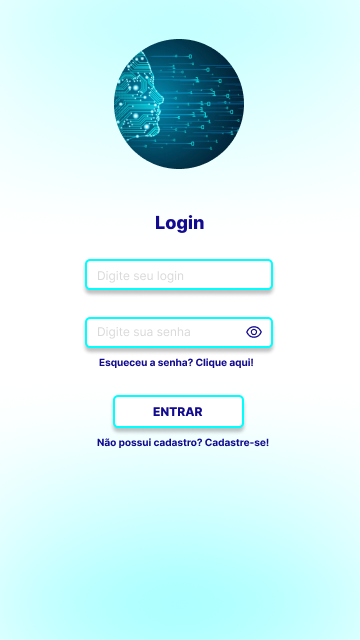 Login
Digite seu login
Digite sua senha
Esqueceu a senha? Clique aqui!
ENTRAR
Não possui cadastro? Cadastre-se!